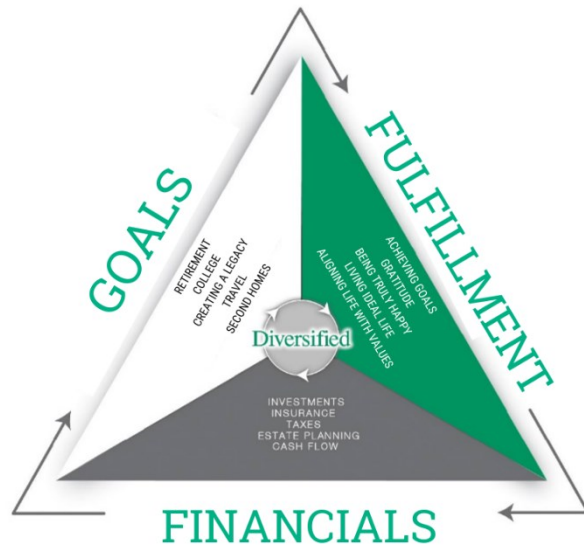 GOALS
FULFILLMENT
RETIREMENT
COLLEGE
CREATING A LEGACY
TRAVEL
SECOND HOMES
ACHIEVING GOALS
GRATITUDE
BEING TRULY HAPPY
LIVING IDEAL LIFE
ALIGNING LIFE WITH VALUES
Diversified
INVESTMENTS
INSURANCE
TAXES
ESTATE PLANNING
CASH FLOW
FINANCIALS